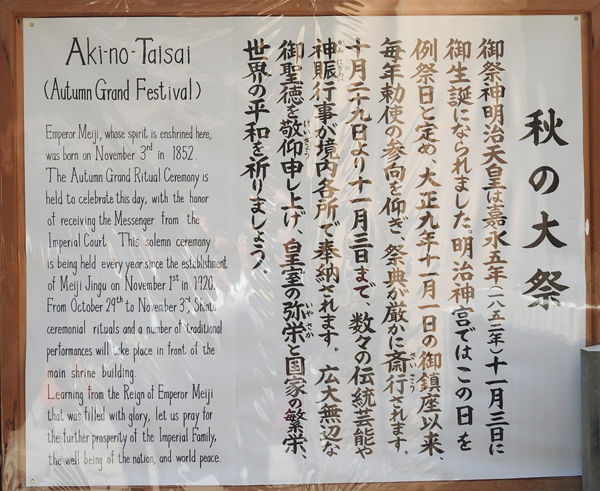 Aki-no-Taisai
(Autumn Grand Festival)
Emperor Meiji, whose spirit is enshrined here,
was born on November 3rd in 1852.
The Autumn Grand Ritual Ceremony is
held to celebrate this day, with the honor
of receiving the Messenger from the
Imperial Court. This solemn ceremony
is being held every year since the establishment
of Meiji Jingu on November 1st in 1920.
From October 29th to November 3rd, Shinto
ceremonial rituals and a number of traditional
performances will take place in front of the
main shrine building.
Learning from the Reign of Emperor Meiji
that was filled with glory, let us pray for
the further prosperity of the Imperial Family,
the well-being of the nation, and world peace.
秋の大祭
御祭神明治天皇は嘉永五年(一八五二年)十一月三日に
御生誕になられました。明治神宮ではこの日を
例祭日と定め、大正九年十一月一日の御鎮座以来、
毎年勅使の参向を仰ぎ、祭典が厳かに斎行されます。
十月二十九日より十一月三日まで、数々の伝統芸能や
神賑行事が境内各所で奉納されます。広大無辺な
御聖徳を敬仰申し上げ、皇室の弥栄と国家の繁栄、
世界の平和を祈りましょう。